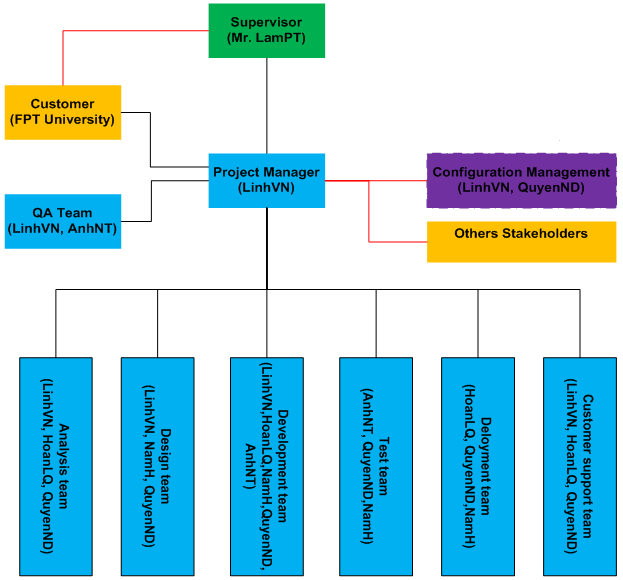 Supervisor
(Mr. LamPT)
Customer
(FPT University)
Project Manager
(LinhVN)
Configuration Management
(LinhVN, QuyenND)
QA Team
(LinhVN, AnhNT)
Others Stakeholders
Analysis team
(LinhVN, HoanLQ, QuyenND)
Design team
(LinhVN, NamH, QuyenND)
Development team
(LinhVN,HoanLQ,NamH,QuyenND,
AnhNT)
Test team
(AnhNT, QuyenND,NamH)
Deloyment team
(HoanLQ, QuyenND,NamH)
Customer support team
(LinhVN, HoanLQ, QuyenND)